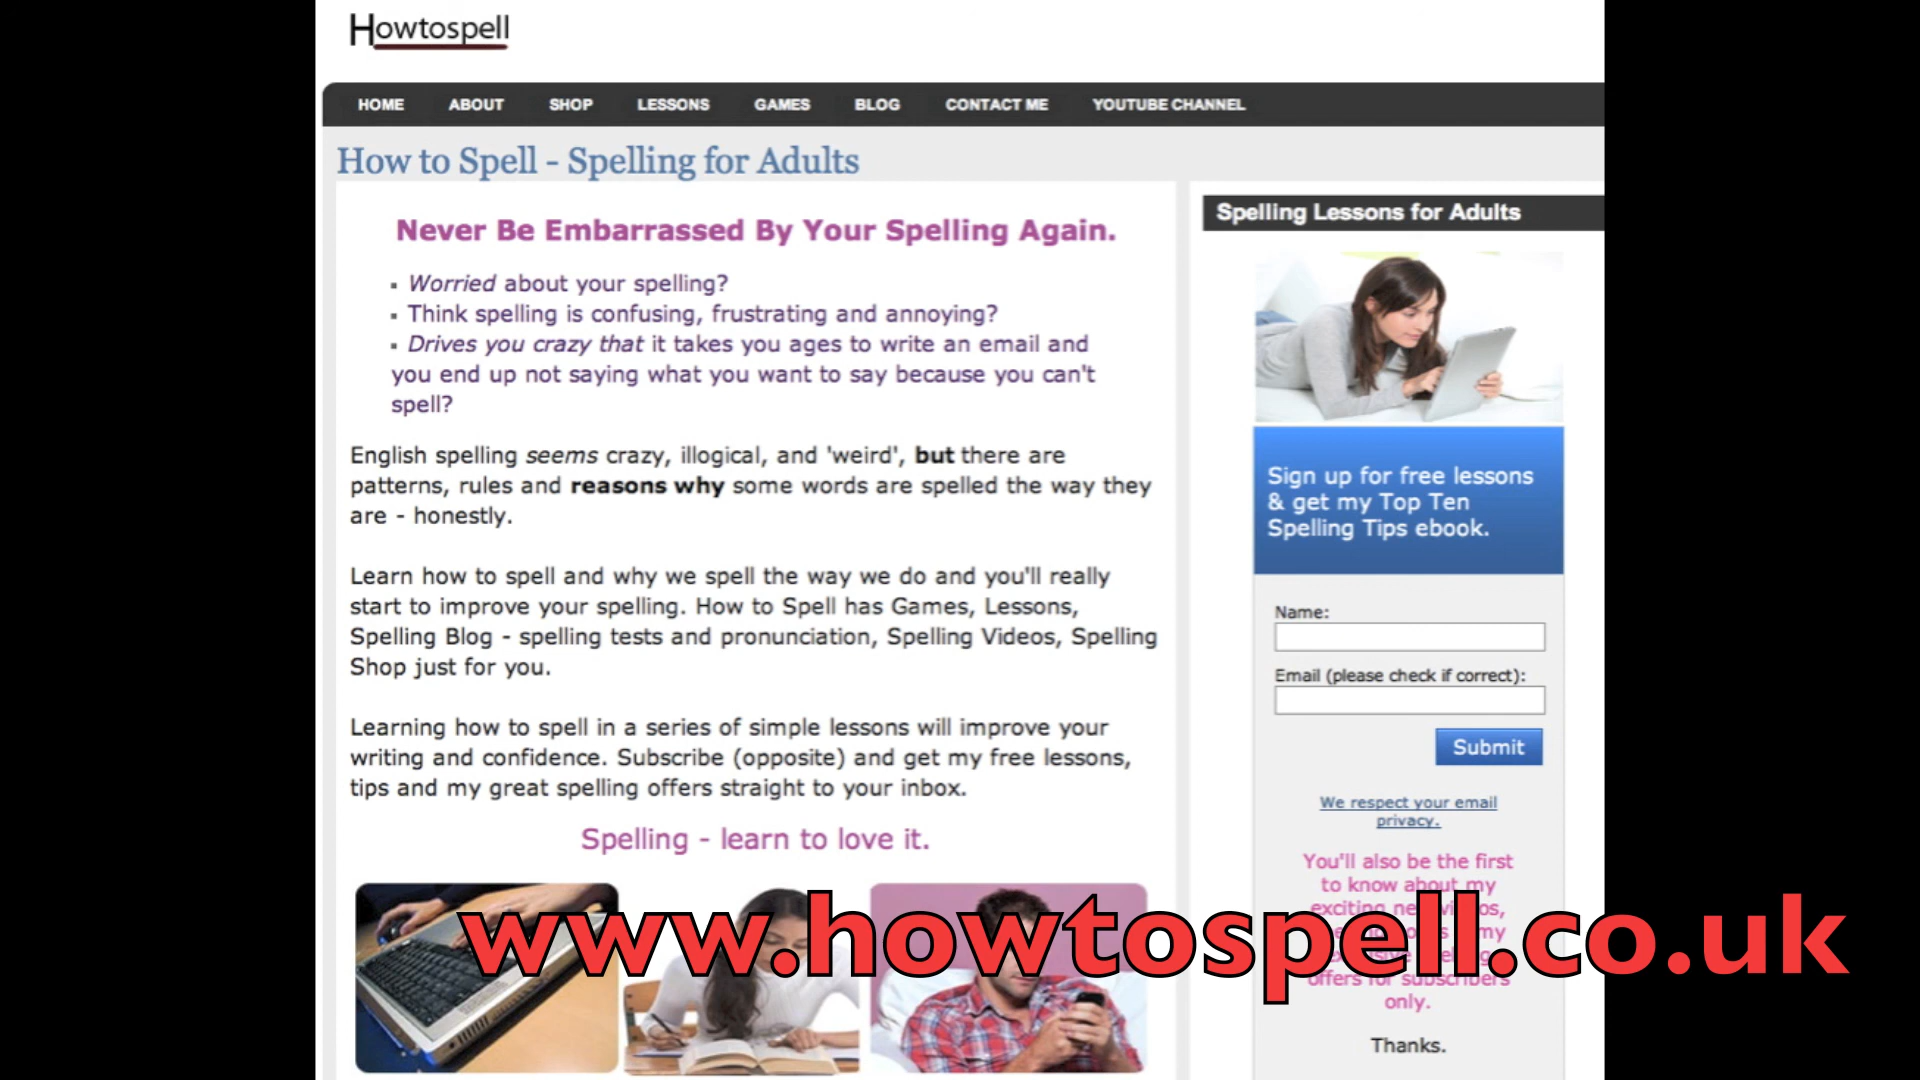 Howtospell
HOME ABOUT SHOP LESSONS GAMES BLOG CONTACT ME YOUTUBE CHANNEL
How to Spell - Spelling for Adults
Never Be Embarrassed By Your Spelling Again.
▪ Worried about your spelling?
▪ Think spelling is confusing, frustrating and annoying?
▪ Drives you crazy that it takes you ages to write an email and
you end up not saying what you want to say because you can't
spell?
English spelling seems crazy, illogical, and 'weird', but there are
patterns, rules and reasons why some words are spelled the way they
are - honestly.
Learn how to spell and why we spell the way we do and you'll really
start to improve your spelling. How to Spell has Games, Lessons,
Spelling Blog - spelling tests and pronunciation, Spelling Videos, Spelling
Shop just for you.
Learning how to spell in a series of simple lessons will improve your
writing and confidence. Subscribe (opposite) and get my free lessons,
tips and my great spelling offers straight to your inbox.
Spelling - learn to love it.
Spelling Lessons for Adults
Sign up for free lessons
& get my Top Ten
Spelling Tips ebook.
Name:
Email (please check if correct):
Submit
We respect your email
privacy.
You'll also be the first
to know about my
exciting
offers for subscribers
only.
Thanks.
www.howtospell.co.uk